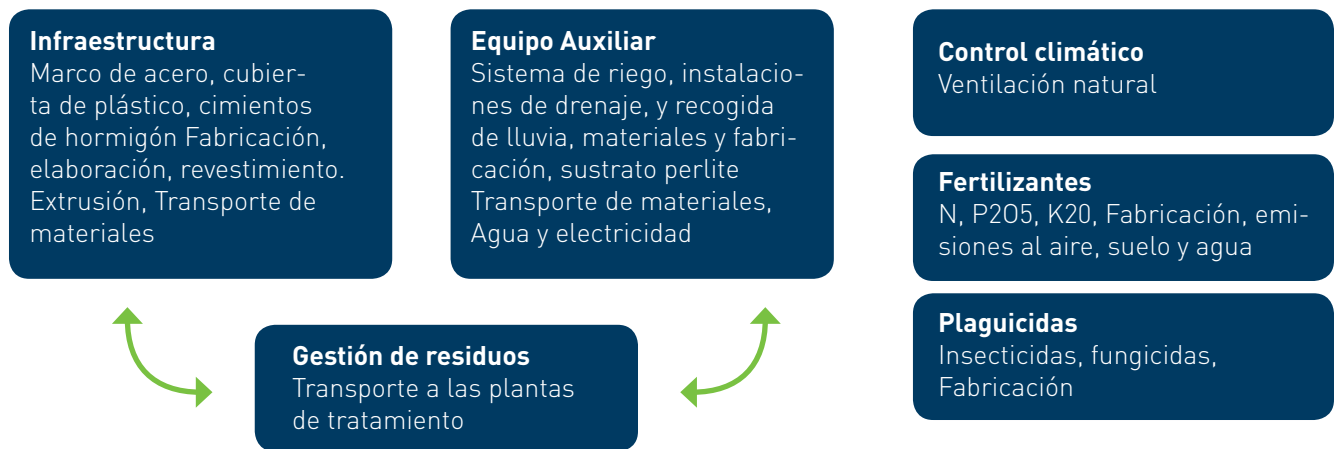 Infraestructura
Marco de acero, cubier-
ta de plástico, cimientos
de hormigón Fabricación,
elaboración, revestimiento.
Extrusión, Transporte de
materiales
Equipo Auxiliar
Sistema de riego, instalacio-
nes de drenaje, y recogida
de lluvia, materiales y fabri-
cación, sustrato perlite
Transporte de materiales,
Agua y electricidad
Control climático
Ventilación natural
Fertilizantes
N, P2O5, K20, Fabricación, emi-
siones al aire, suelo y agua
Plaguicidas
Insecticidas, fungicidas,
Fabricación
Gestión de residuos
Transporte a las plantas
de tratamiento